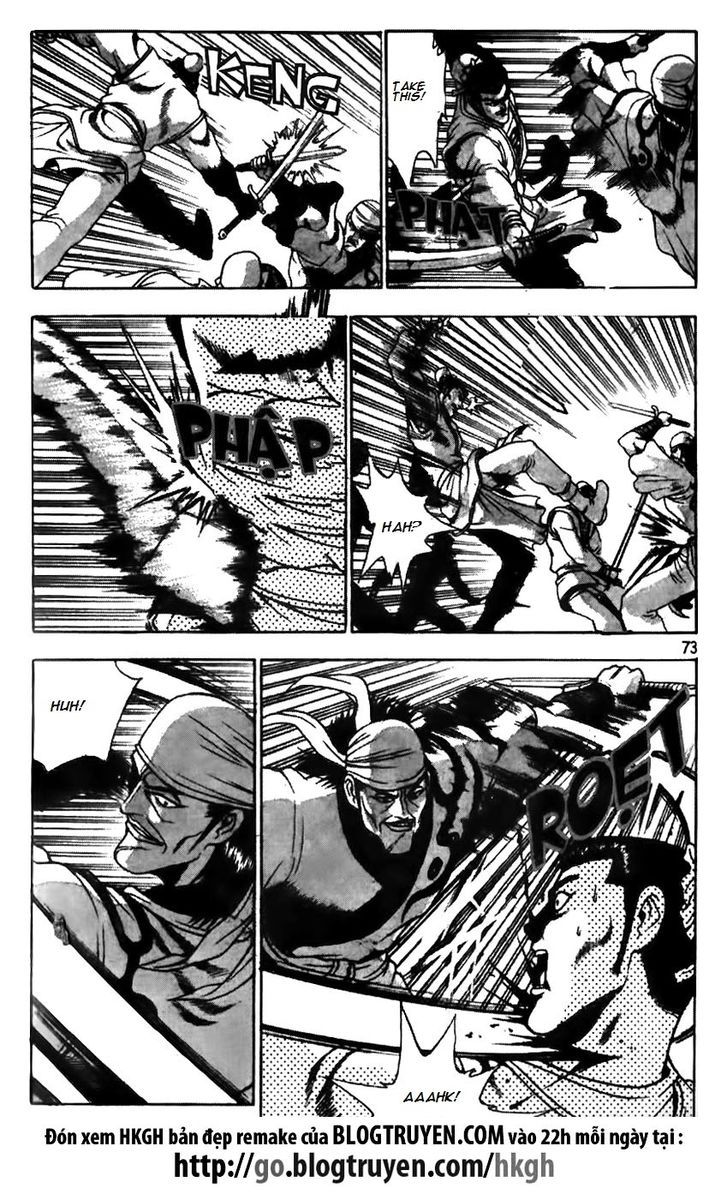 KENG
TAKE
THIS!
PHẬT
PHẬP
HAH?
73
HUH!
ROẸT
AAAHK!
Đón xem HKGH bản đẹp remake của BLOGTRUYEN.COM vào 22h mỗi ngày tại :
http://go.blogtruyen.com/hkgh